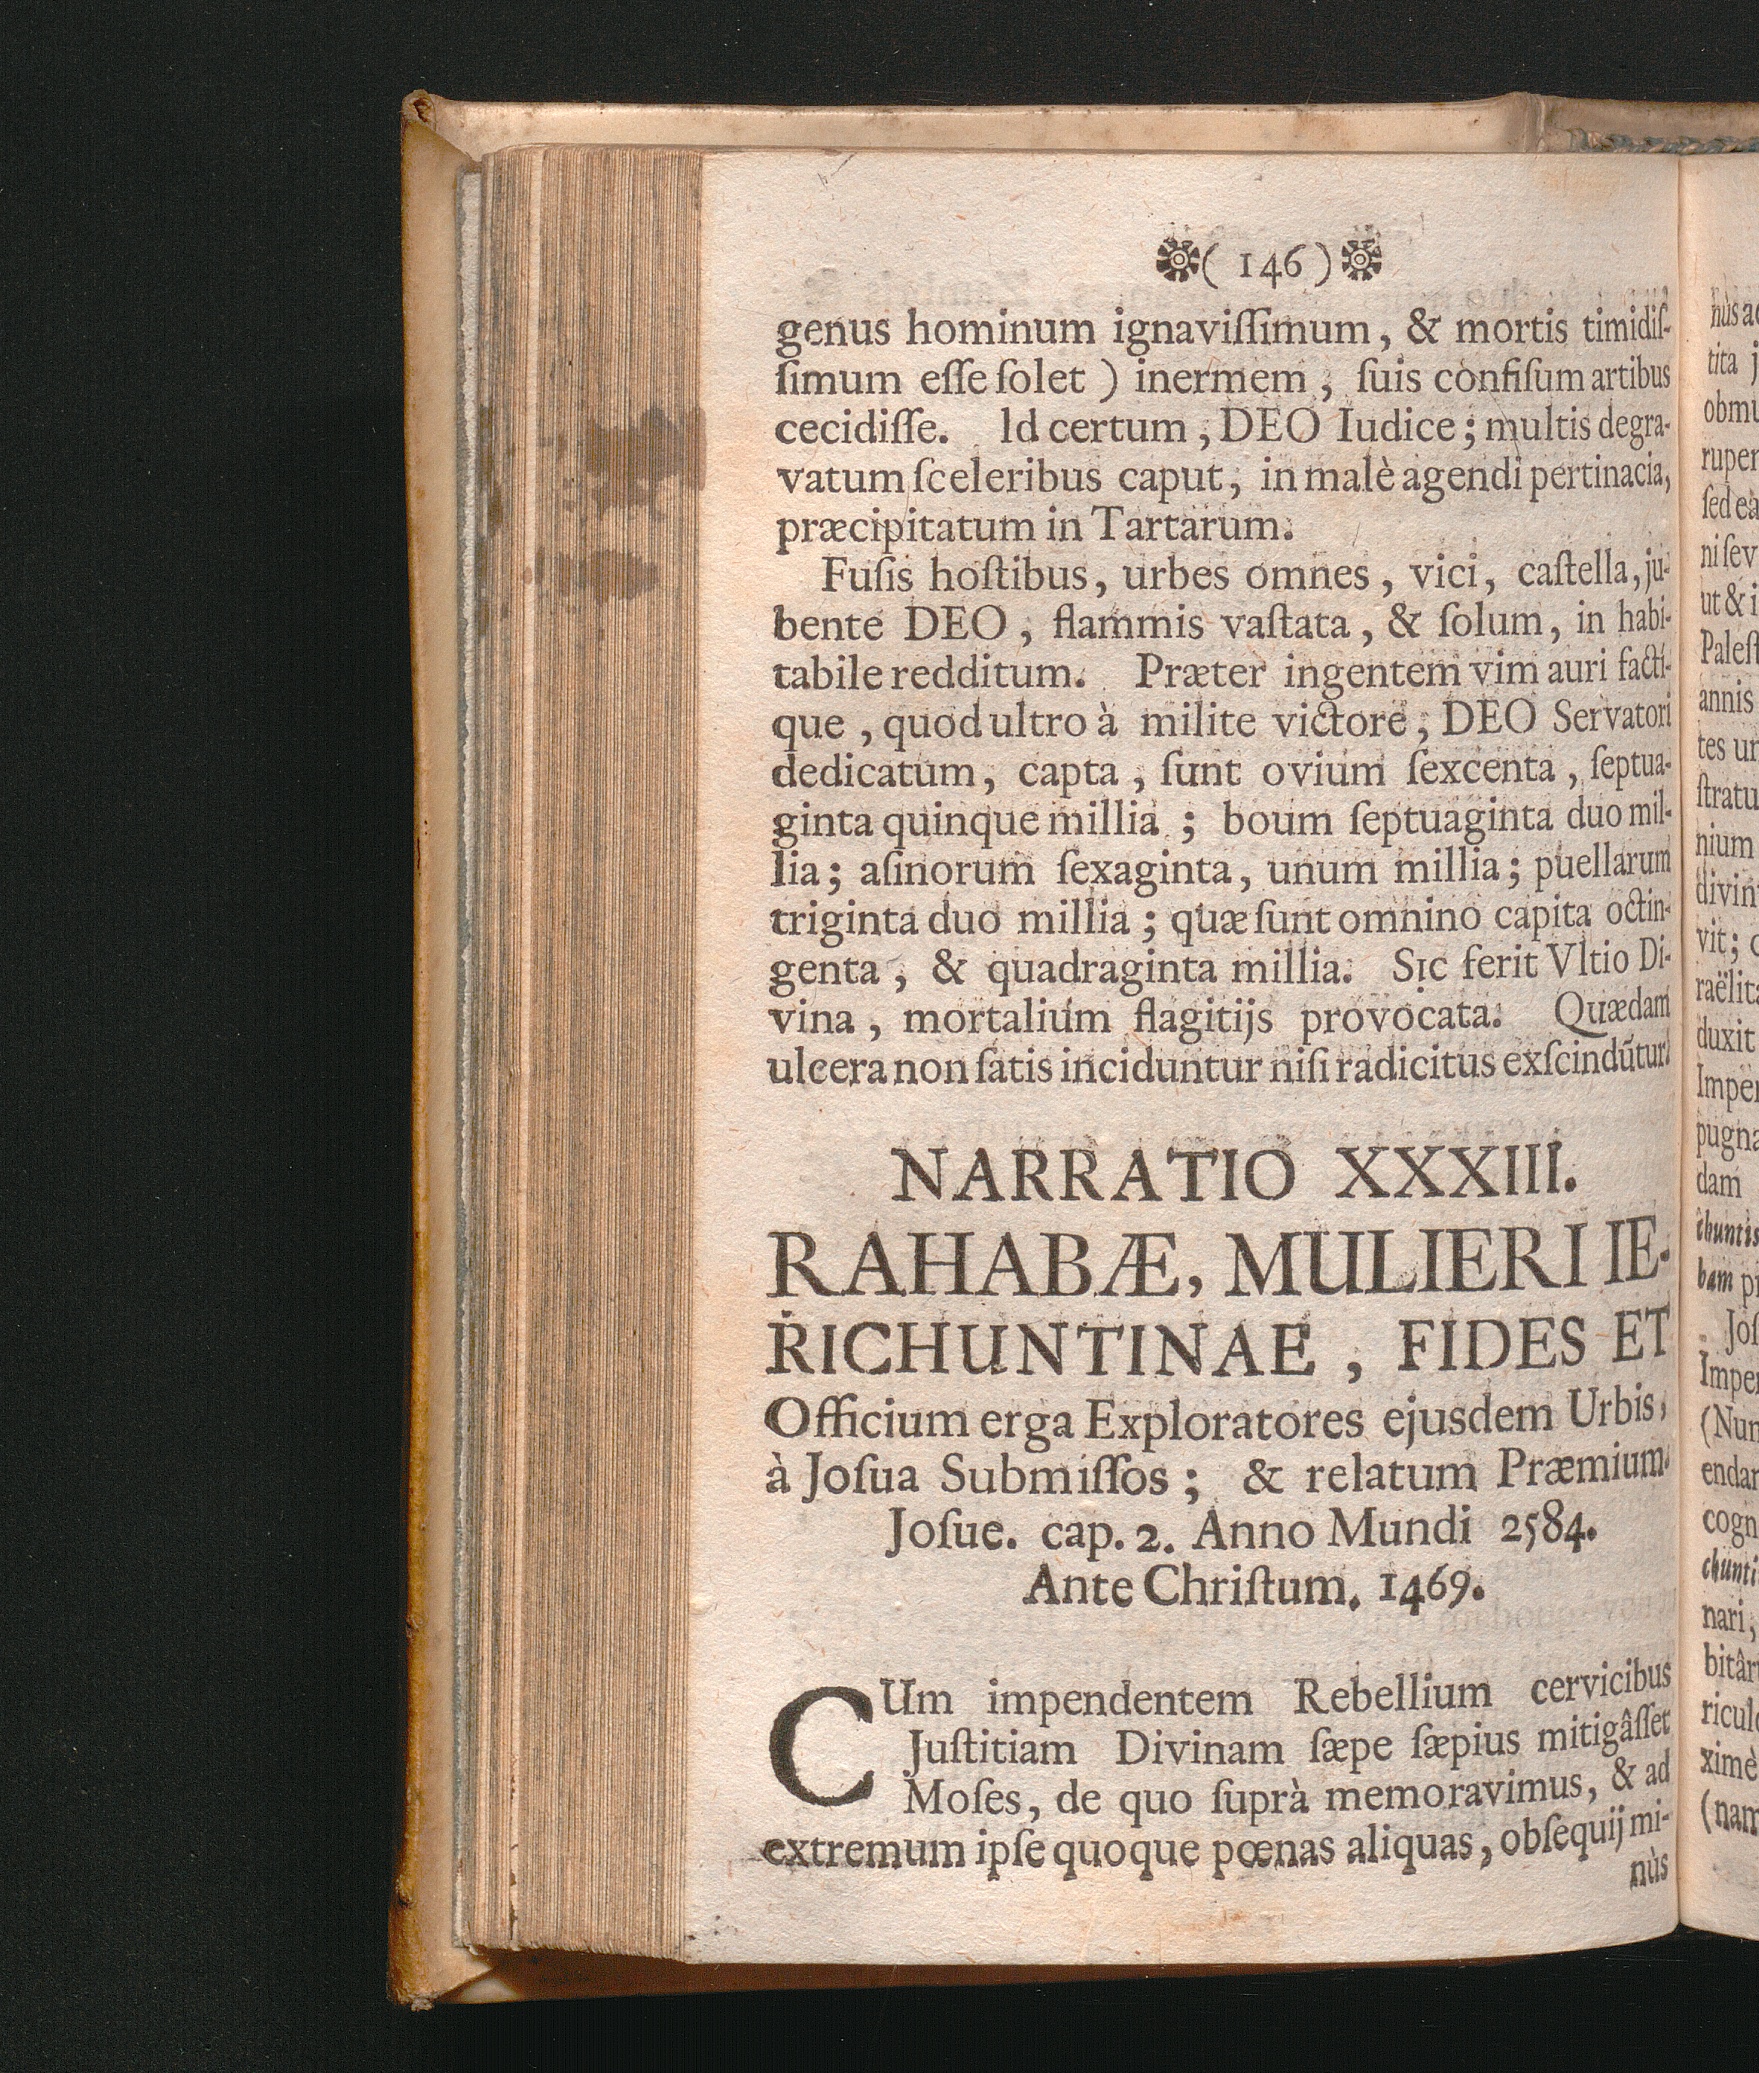 ( 146 )
genus hominum ignaviſſimum, & mortis timidiſ-
ſimum eſſe ſolet ) inermem, ſuis confiſum artibus
cecidiſſe. Id certum, DEO Iudice; multis degra-
vatum ſceleribus caput, in malè agendi pertinacia,
præcipitatum in Tartarum.
Fuſis hoſtibus, urbes omnes, vici, caſtella, ju-
bente DEO, flammis vaſtata, & ſolum, in habi-
tabile redditum. Præter ingentem vim auri facti-
que, quod ultro à milite victore, DEO Servatori
dedicatum, capta, ſunt ovium ſexcenta, ſeptua-
ginta quinque millia; boum ſeptuaginta duo mil-
lia; aſinorum ſexaginta, unum millia; puellarum
triginta duo millia; quæ ſunt omnino capita octin-
genta, & quadraginta millia. Sic ferit Vltio Di-
vina, mortalium flagitijs provocata. Quædam
ulcera non ſatis inciduntur niſi radicitus exſcindūtur.
NARRATIO XXXIII.
RAHABÆ, MULIERI IE-
RICHUNTINAE, FIDES ET
Officium erga Exploratores ejusdem Urbis,
à Joſua Submiſſos; & relatum Præmium.
Joſue. cap. 2. Anno Mundi 2584.
Ante Chriſtum. 1469.
CUm impendentem Rebellium cervicibus
Juſtitiam Divinam ſæpe ſæpius mitigâſſet
Moſes, de quo ſuprà memoravimus, & ad
extremum ipſe quoque pœnas aliquas, obſequij mi-
nùs